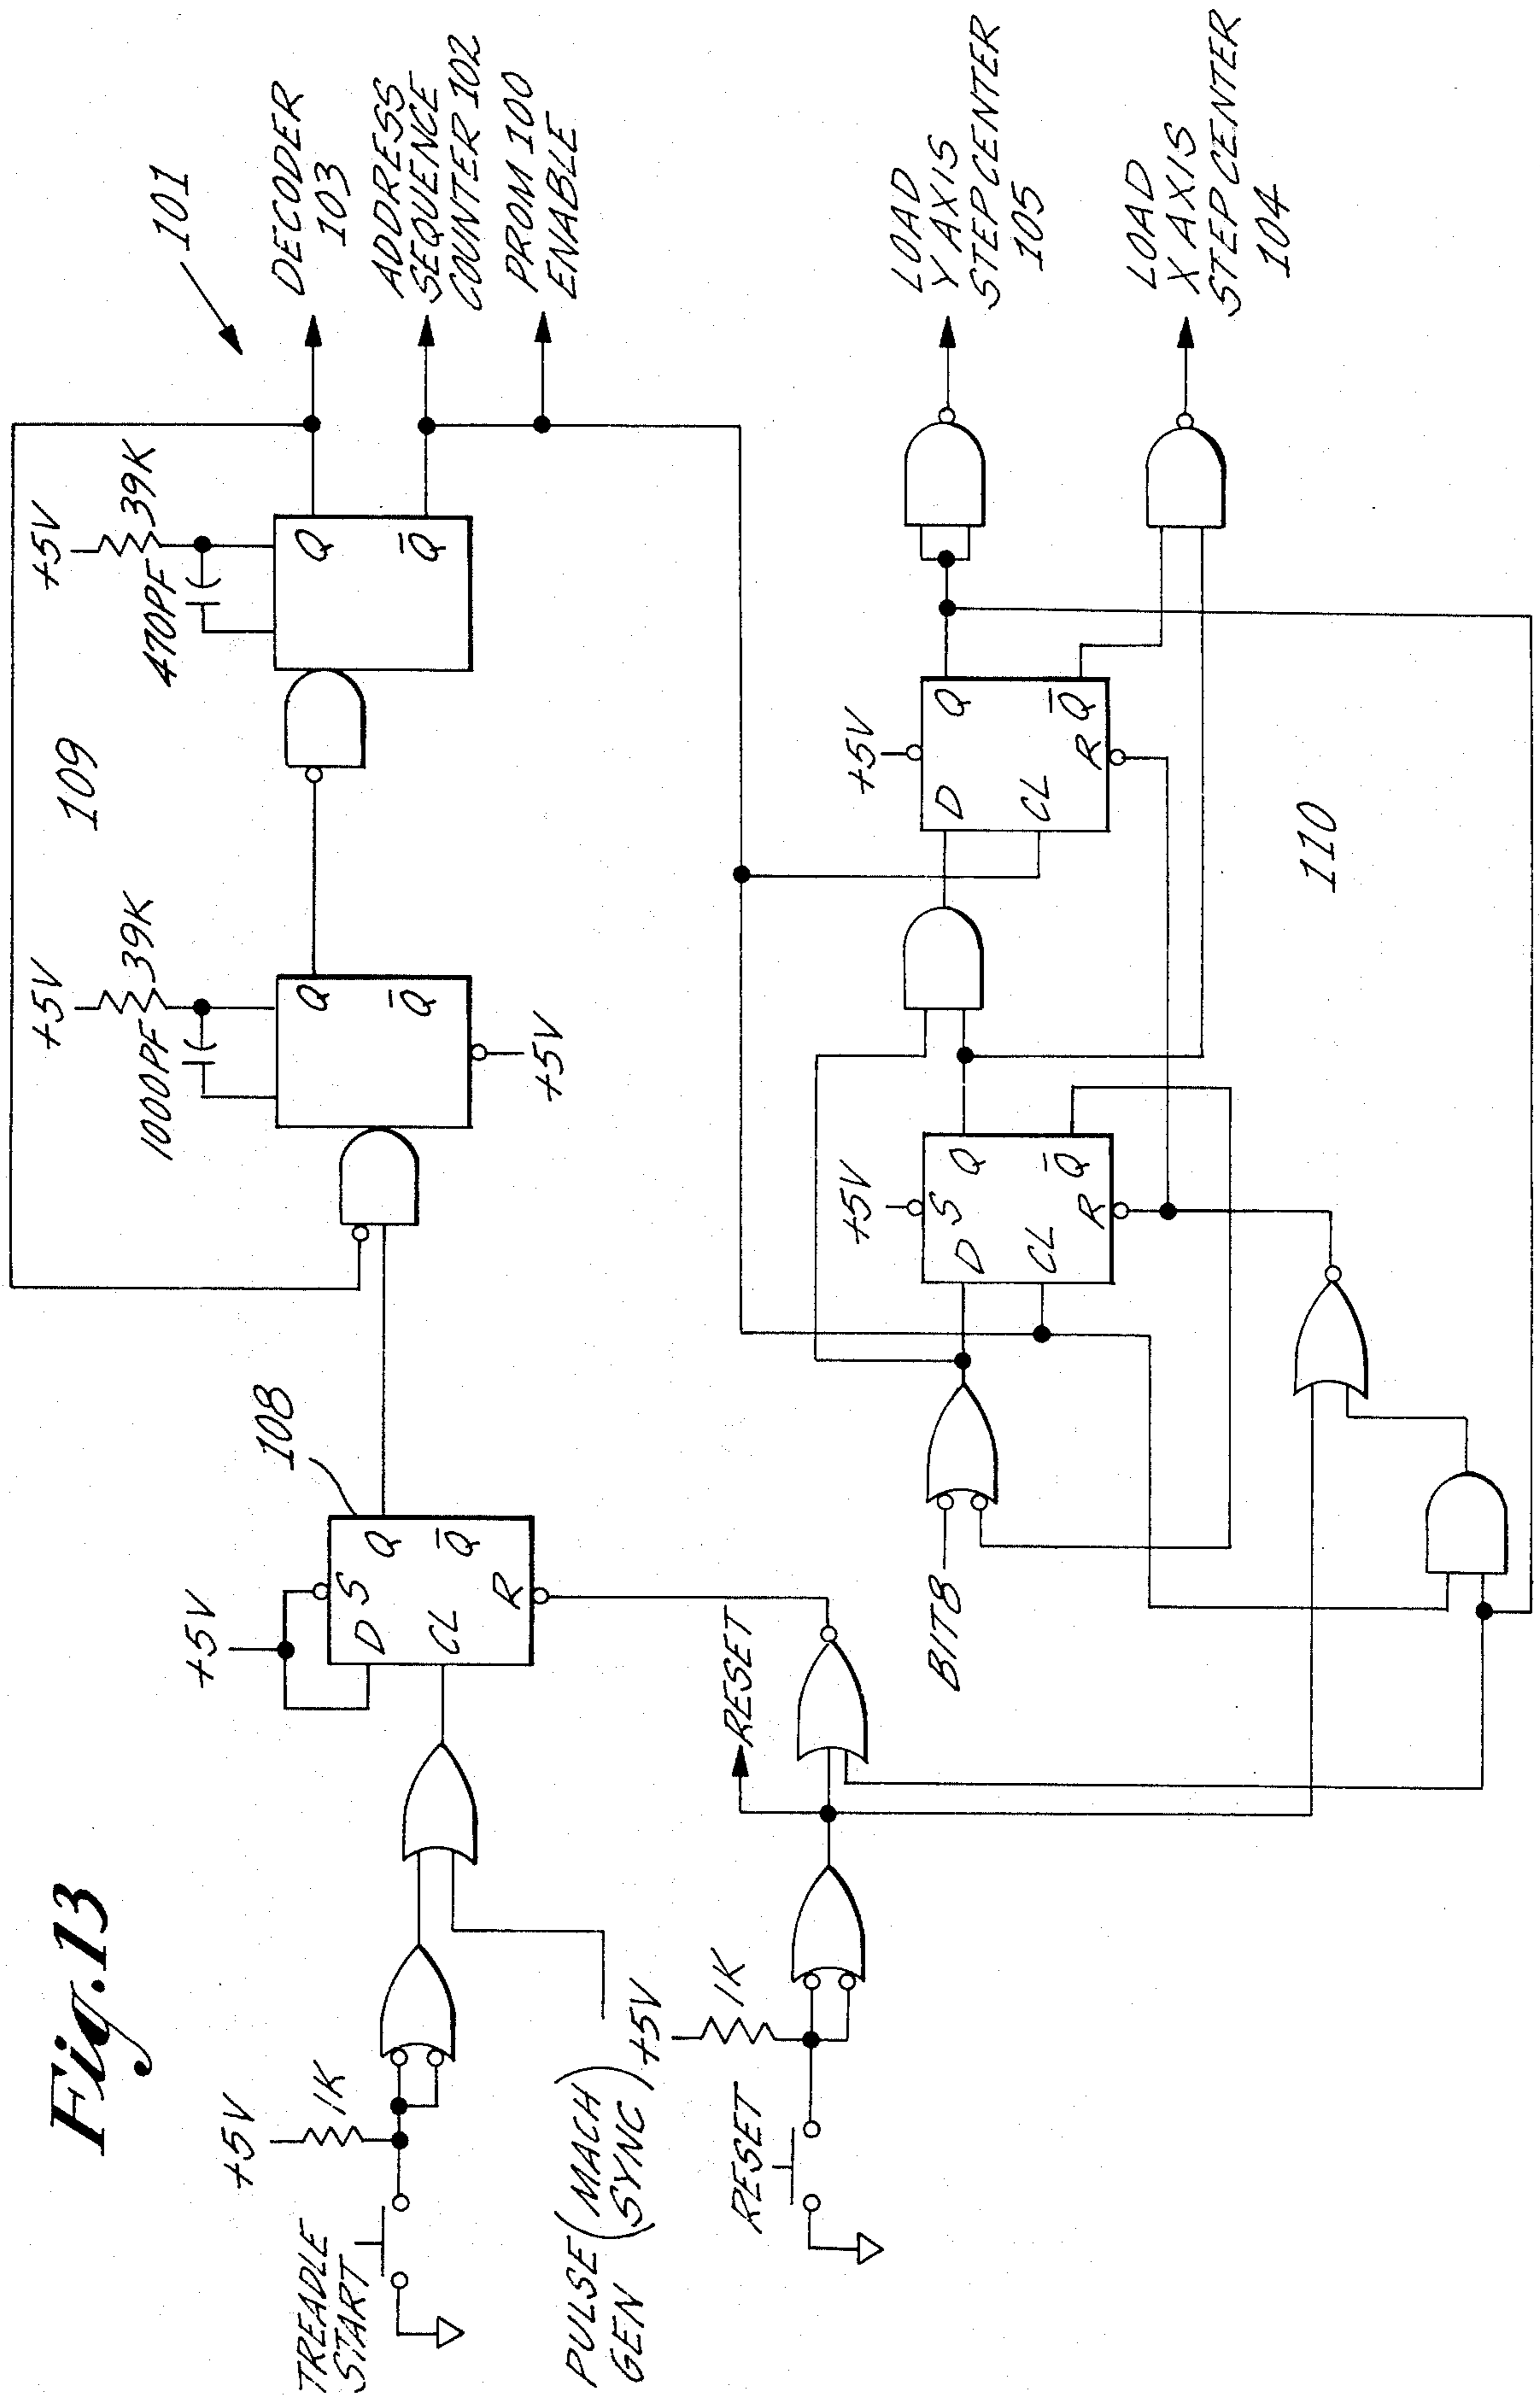 Fig.13
TREADLE
START
+5V
1K
PULSE (MACH
GEN SYNC)
+5V
1K
RESET
RESET
+5V
D S Q
CL Q̅
R
108
+5V
1000PF
39K
Q
Q̅
+5V
109
+5V
470PF
39K
Q
Q̅
101
DECODER
103
ADDRESS
SEQUENCE
COUNTER 102
PROM 100
ENABLE
BIT8
+5V
D S Q
CL Q̅
R
+5V
D Q
CL Q̅
R
110
LOAD
Y AXIS
STEP CENTER
105
LOAD
X AXIS
STEP CENTER
104